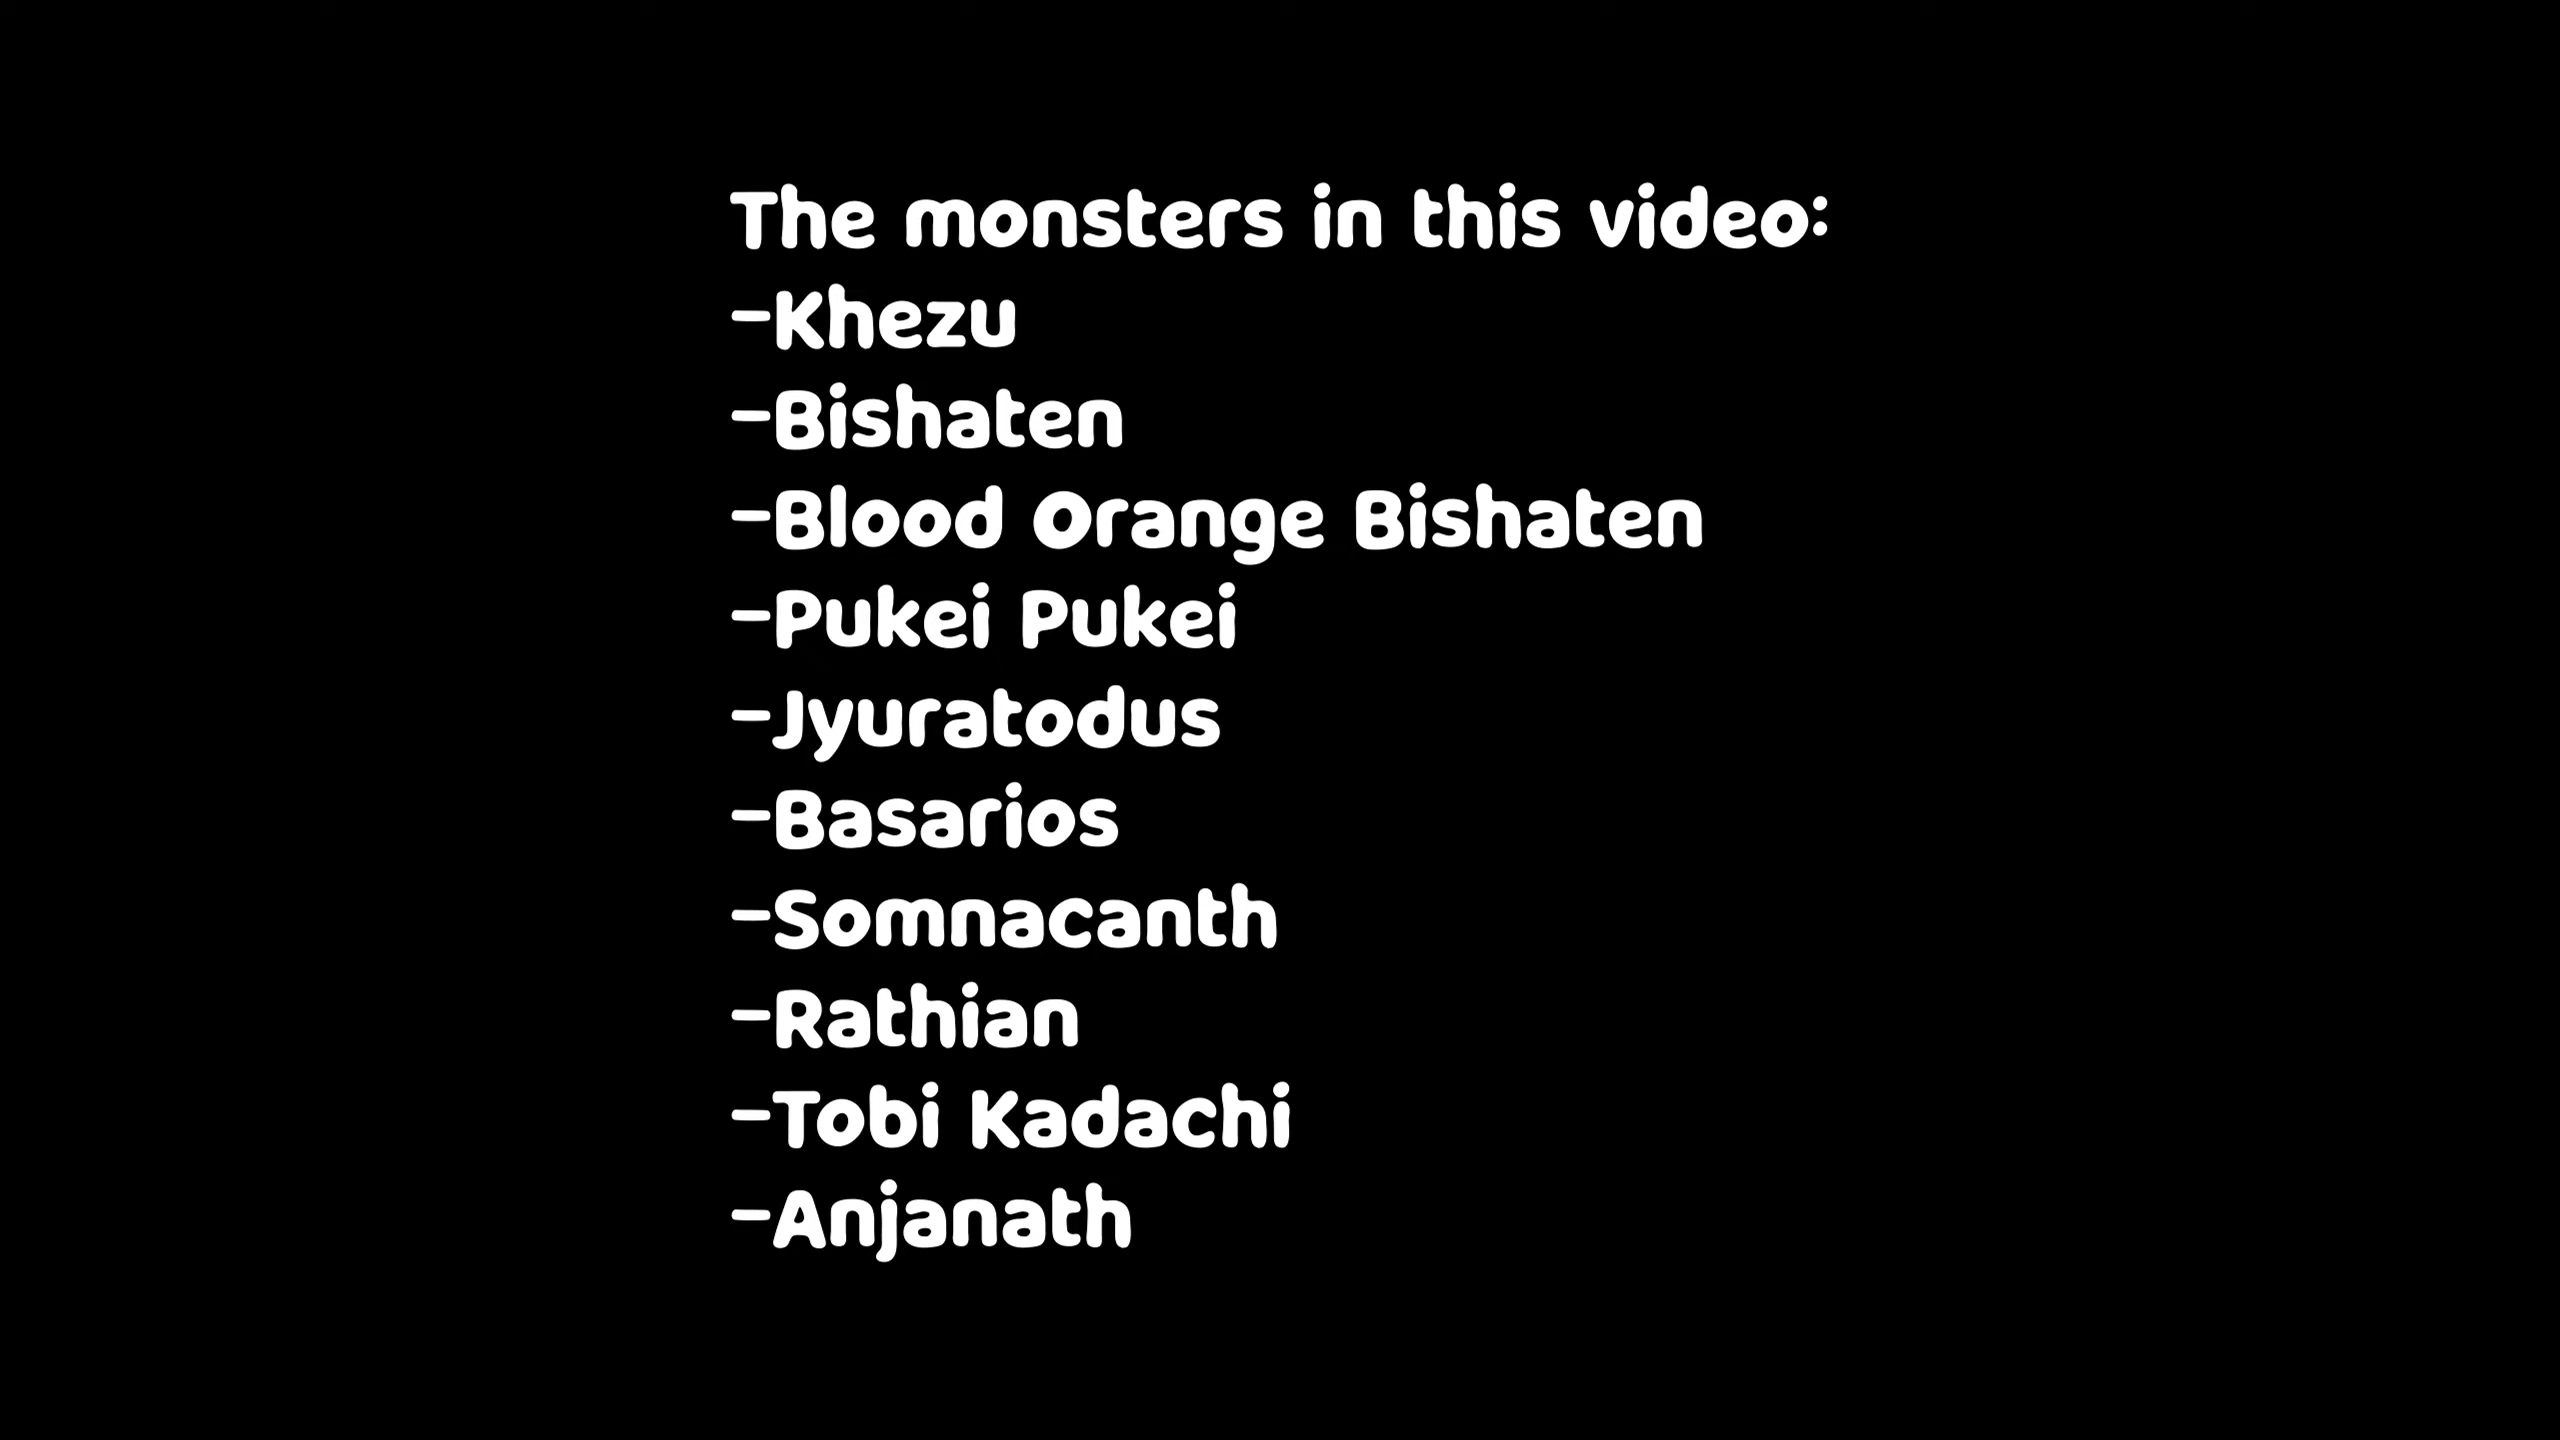 The monsters in this video:
-Khezu
-Bishaten
-Blood Orange Bishaten
-Pukei Pukei
-Jyuratodus
-Basarios
-Somnacanth
-Rathian
-Tobi Kadachi
-Anjanath